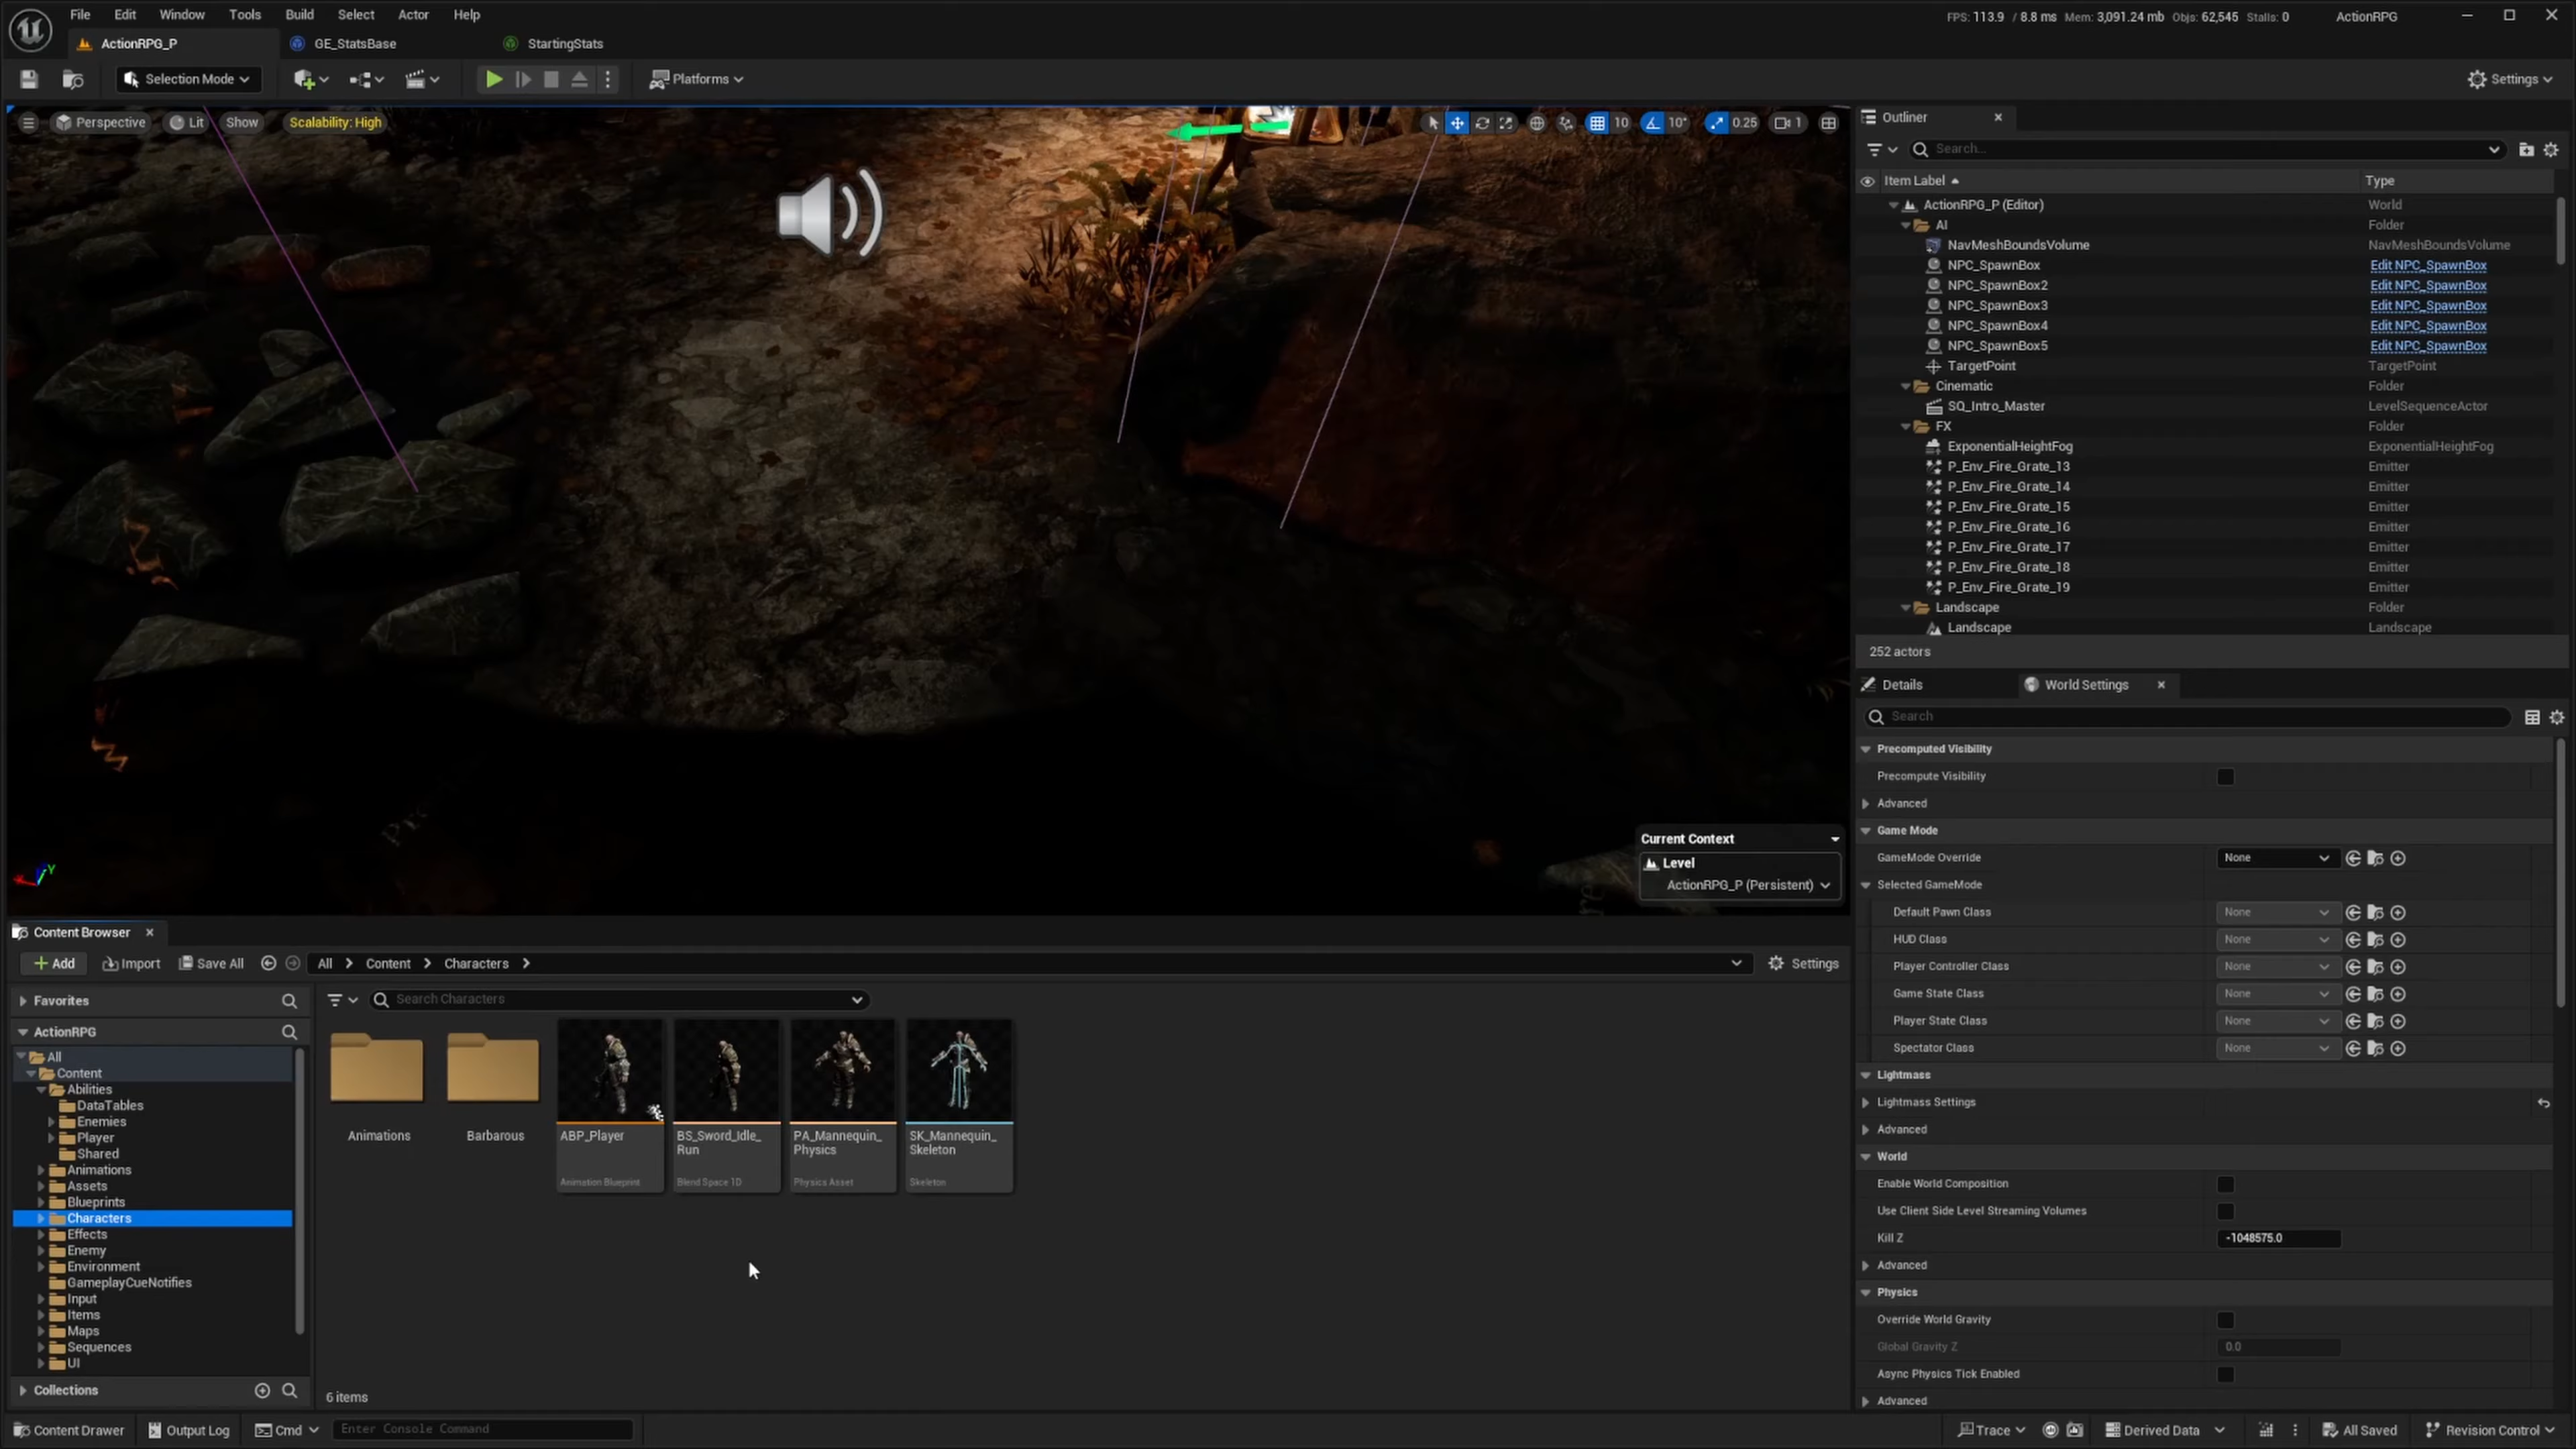 File Edit Window Tools Build Select Actor Help
FPS: 113.9 / 8.8 ms Mem: 3,091.24 mb Objs: 62,545 Stalls: 0 ActionRPG
ActionRPG_P GE_StatsBase StartingStats
Selection Mode Platforms Settings
Perspective Lit Show Scalability: High 10 10° 0.25 1
Current Context
Level
ActionRPG_P (Persistent)
Outliner
Search...
Item Label Type
ActionRPG_P (Editor) World
AI Folder
NavMeshBoundsVolume NavMeshBoundsVolume
NPC_SpawnBox Edit NPC_SpawnBox
NPC_SpawnBox2 Edit NPC_SpawnBox
NPC_SpawnBox3 Edit NPC_SpawnBox
NPC_SpawnBox4 Edit NPC_SpawnBox
NPC_SpawnBox5 Edit NPC_SpawnBox
TargetPoint TargetPoint
Cinematic Folder
SQ_Intro_Master LevelSequenceActor
FX Folder
ExponentialHeightFog ExponentialHeightFog
P_Env_Fire_Grate_13 Emitter
P_Env_Fire_Grate_14 Emitter
P_Env_Fire_Grate_15 Emitter
P_Env_Fire_Grate_16 Emitter
P_Env_Fire_Grate_17 Emitter
P_Env_Fire_Grate_18 Emitter
P_Env_Fire_Grate_19 Emitter
Landscape Folder
Landscape Landscape
252 actors
Details World Settings
Search
Precomputed Visibility
Precompute Visibility
Advanced
Game Mode
GameMode Override None
Selected GameMode
Default Pawn Class None
HUD Class None
Player Controller Class None
Game State Class None
Player State Class None
Spectator Class None
Lightmass
Lightmass Settings
Advanced
World
Enable World Composition
Use Client Side Level Streaming Volumes
Kill Z -1048575.0
Advanced
Physics
Override World Gravity
Global Gravity Z 0.0
Async Physics Tick Enabled
Advanced
Content Browser
Add Import Save All All Content Characters Settings
Favorites
ActionRPG
All
Content
Abilities
DataTables
Enemies
Player
Shared
Animations
Assets
Blueprints
Characters
Effects
Enemy
Environment
GameplayCueNotifies
Input
Items
Maps
Sequences
UI
Collections
Search Characters
Animations
Barbarous
ABP_Player
Animation Blueprint
BS_Sword_Idle_
Run
Blend Space 1D
PA_Mannequin_
Physics
Physics Asset
SK_Mannequin_
Skeleton
Skeleton
6 items
Content Drawer Output Log Cmd Enter Console Command
Trace Derived Data All Saved Revision Control